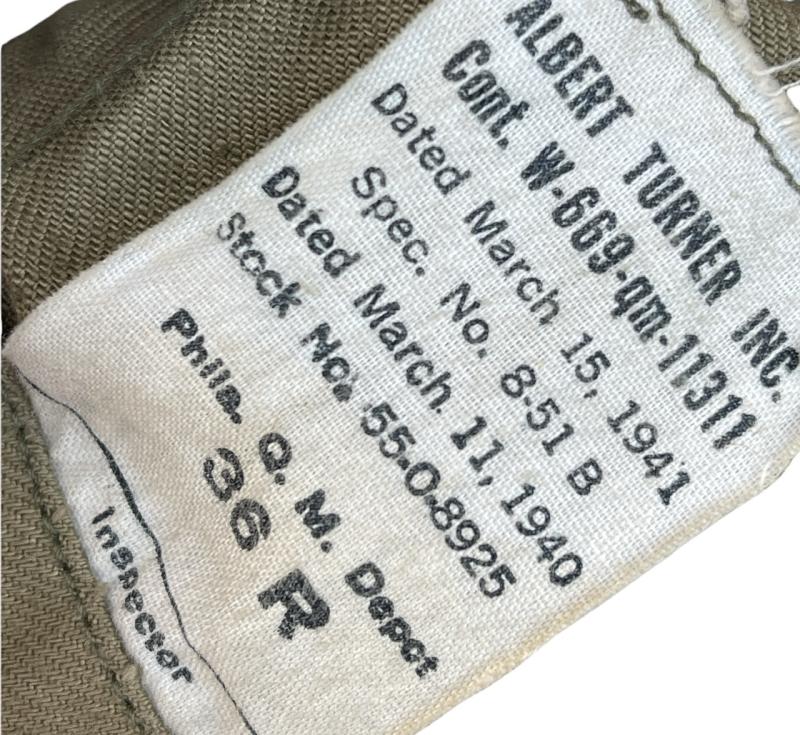 ALBERT TURNER INC.
Cont. W-669-qm-11311
Dated March 15, 1941
Spec. No. 8-51 B
Dated March. 11, 1940
Stock No. 55-0-8925
Phila. Q. M. Depot
36 R
Inspector